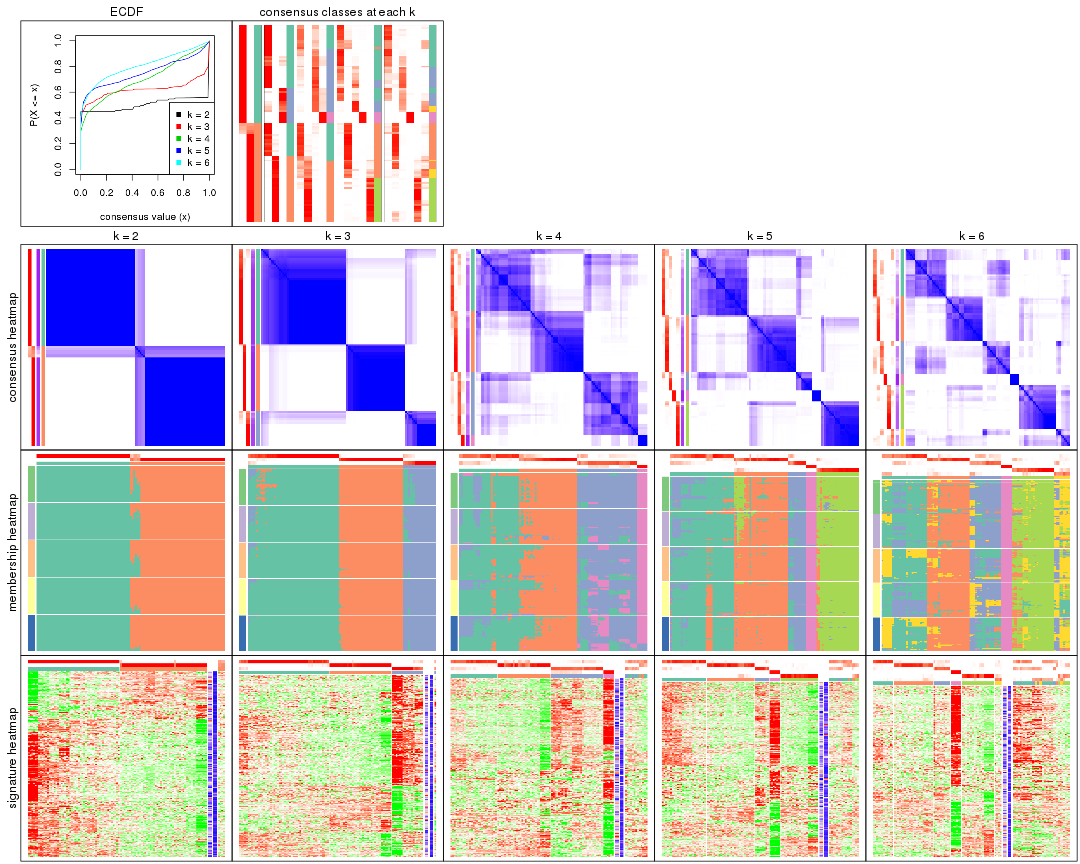 ECDF
consensus classes at each k
P(X <= x)
0.0
0.2
0.4
0.6
0.8
1.0
k = 2
k = 3
k = 4
k = 5
k = 6
0.0 0.2 0.4 0.6 0.8 1.0
consensus value (x)
k = 2
k = 3
k = 4
k = 5
k = 6
consensus heatmap
membership heatmap
signature heatmap